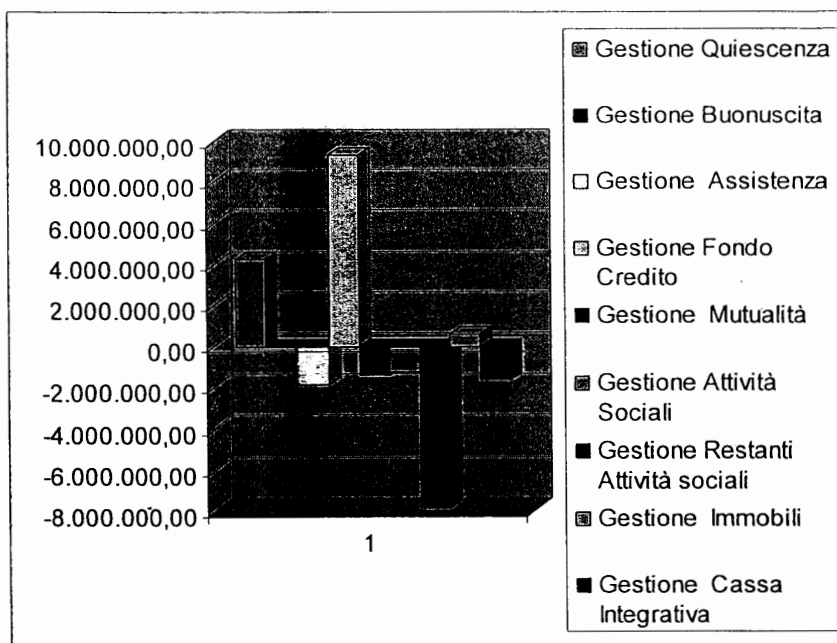 10.000.000,00
8.000.000,00
6.000.000,00
4.000.000,00
2.000.000,00
0,00
-2.000.000,00
-4.000.000,00
-6.000.000,00
-8.000.000,00
1
Gestione Quiescenza
Gestione Buonuscita
Gestione Assistenza
Gestione Fondo
Credito
Gestione Mutualità
Gestione Attività
Sociali
Gestione Restanti
Attività sociali
Gestione Immobili
Gestione Cassa
Integrativa